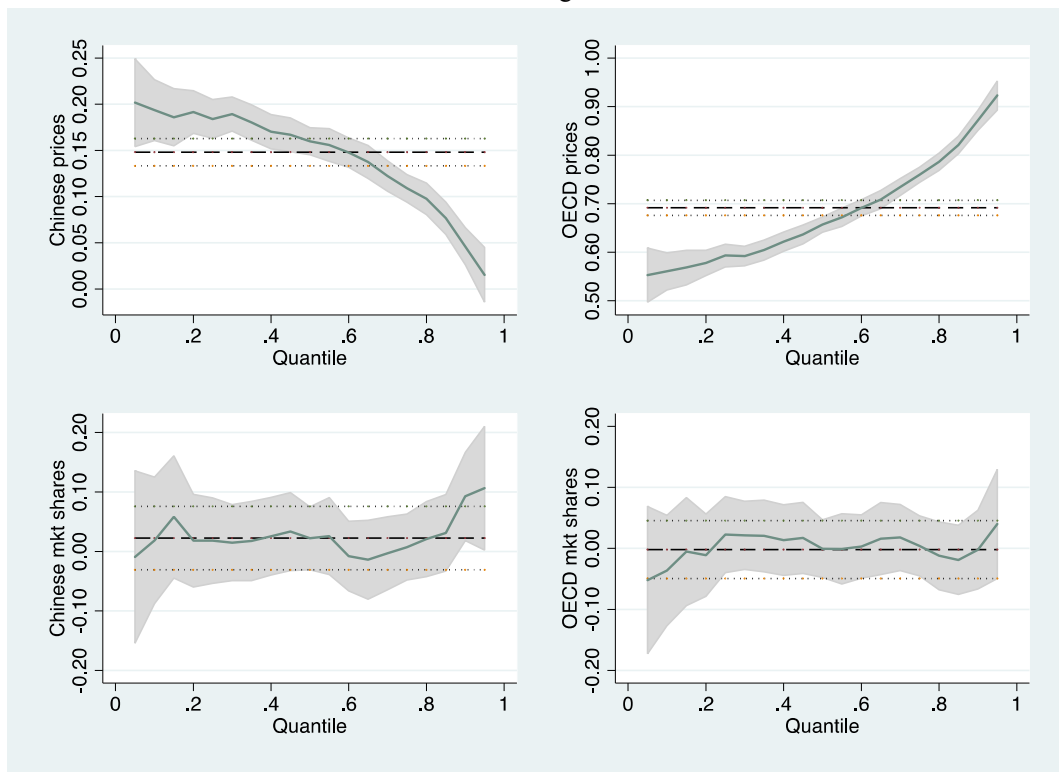 Chinese prices
0.00 0.05 0.10 0.15 0.20 0.25
0 .2 .4 .6 .8 1
Quantile
OECD prices
0.50 0.60 0.70 0.80 0.90 1.00
0 .2 .4 .6 .8 1
Quantile
Chinese mkt shares
-0.20 -0.10 0.00 0.10 0.20
0 .2 .4 .6 .8 1
Quantile
OECD mkt shares
-0.20 -0.10 0.00 0.10 0.20
0 .2 .4 .6 .8 1
Quantile